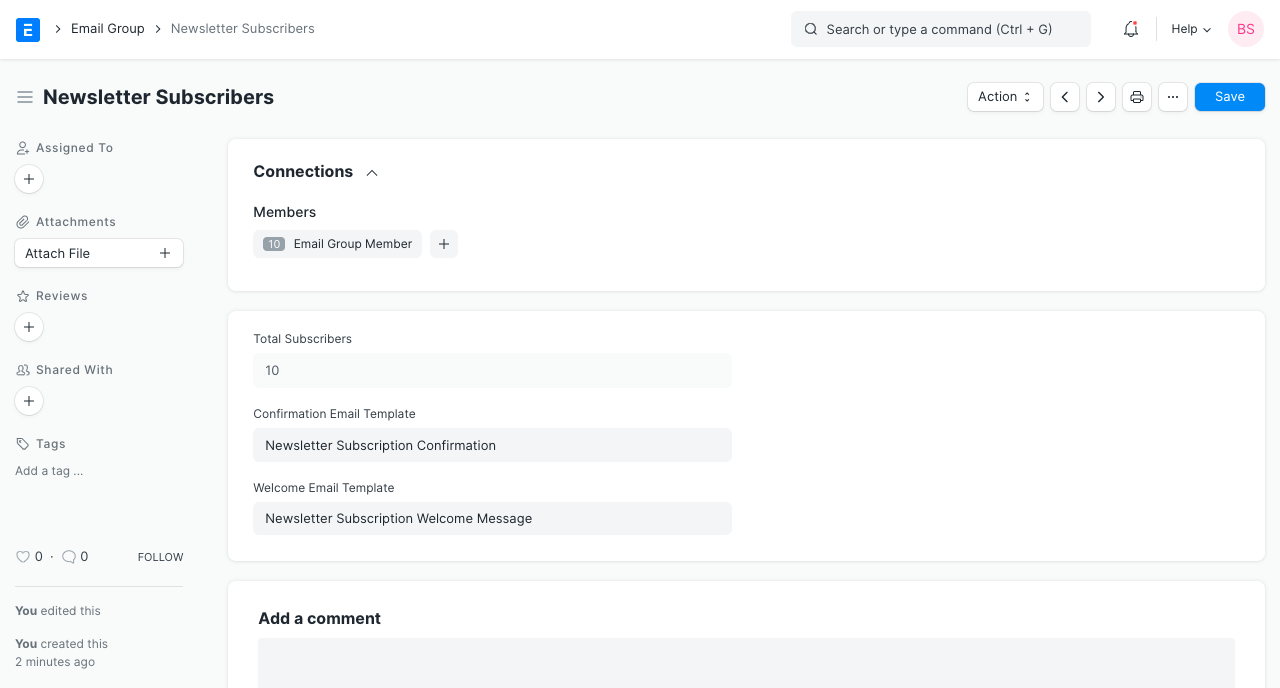 Email Group
Newsletter Subscribers
Search or type a command (Ctrl + G)
Help
BS
Newsletter Subscribers
Action
Save
Assigned To
Attachments
Attach File
Reviews
Shared With
Tags
Add a tag ...
0 · 0
FOLLOW
You edited this
You created this
2 minutes ago
Connections
Members
10 Email Group Member
Total Subscribers
10
Confirmation Email Template
Newsletter Subscription Confirmation
Welcome Email Template
Newsletter Subscription Welcome Message
Add a comment